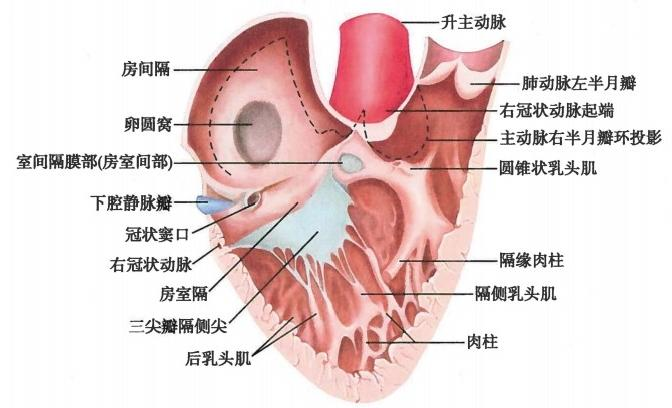 升主动脉
房间隔
肺动脉左半月瓣
右冠状动脉起端
卵圆窝
主动脉右半月瓣环投影
室间隔膜部(房室间部)
圆锥状乳头肌
下腔静脉瓣
冠状窦口
右冠状动脉
隔缘肉柱
房室隔
隔侧乳头肌
三尖瓣隔侧尖
肉柱
后乳头肌